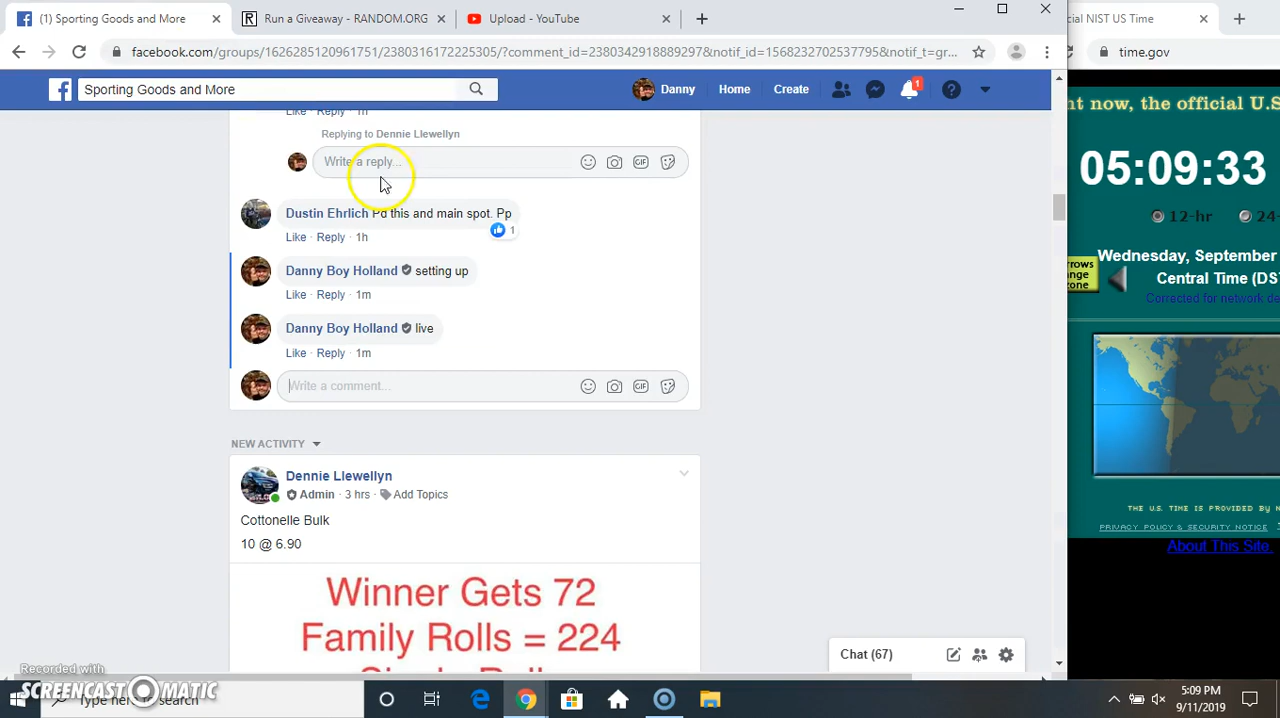 (1) Sporting Goods and More
Run a Giveaway - RANDOM.ORG
Upload - YouTube
cial NIST US Time
facebook.com/groups/1626285120961751/2380316172225305/?comment_id=2380342918889297&notif_id=1568232702537795&notif_t=gr...
time.gov
Sporting Goods and More
Danny
Home
Create
1
nt now, the official U.S
Like · Reply · 1h
Replying to Dennie Llewellyn
Write a reply...
05:09:33
12-hr
24-
Dustin Ehrlich Pd this and main spot. Pp
1
Like · Reply · 1h
Wednesday, September
Central Time (DS
Corrected for network de
rrows
ange
zone
Danny Boy Holland setting up
Like · Reply · 1m
Danny Boy Holland live
Like · Reply · 1m
Write a comment...
NEW ACTIVITY
Dennie Llewellyn
Admin · 3 hrs · Add Topics
Cottonelle Bulk
10 @ 6.90
Winner Gets 72
Family Rolls = 224
THE U.S. TIME IS PROVIDED BY N
PRIVACY POLICY & SECURITY NOTICE
About This Site.
Chat (67)
Recorded with
SCREENCAST-O-MATIC
Type here to search
5:09 PM
9/11/2019